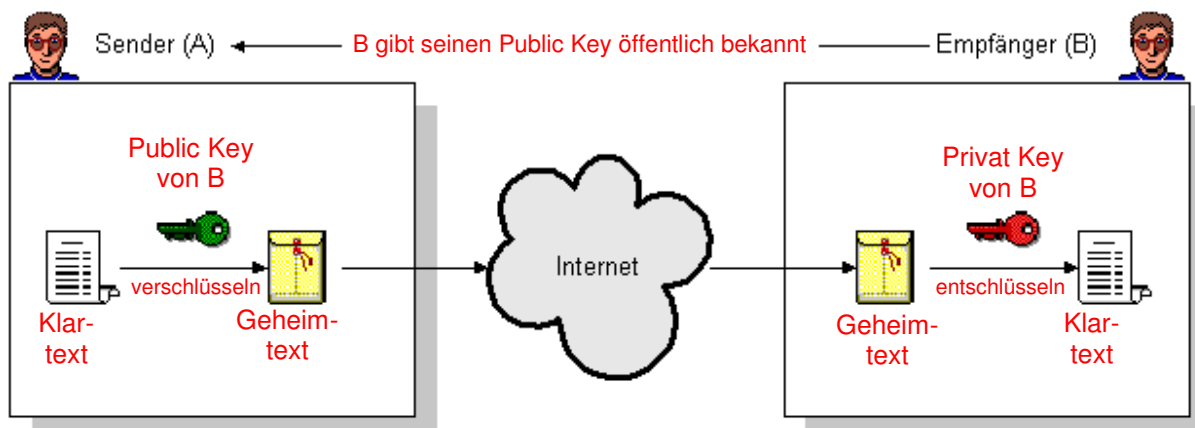 Sender (A)
B gibt seinen Public Key öffentlich bekannt
Empfänger (B)
Public Key
von B
Privat Key
von B
verschlüsseln
Klar-
text
Geheim-
text
Internet
entschlüsseln
Geheim-
text
Klar-
text